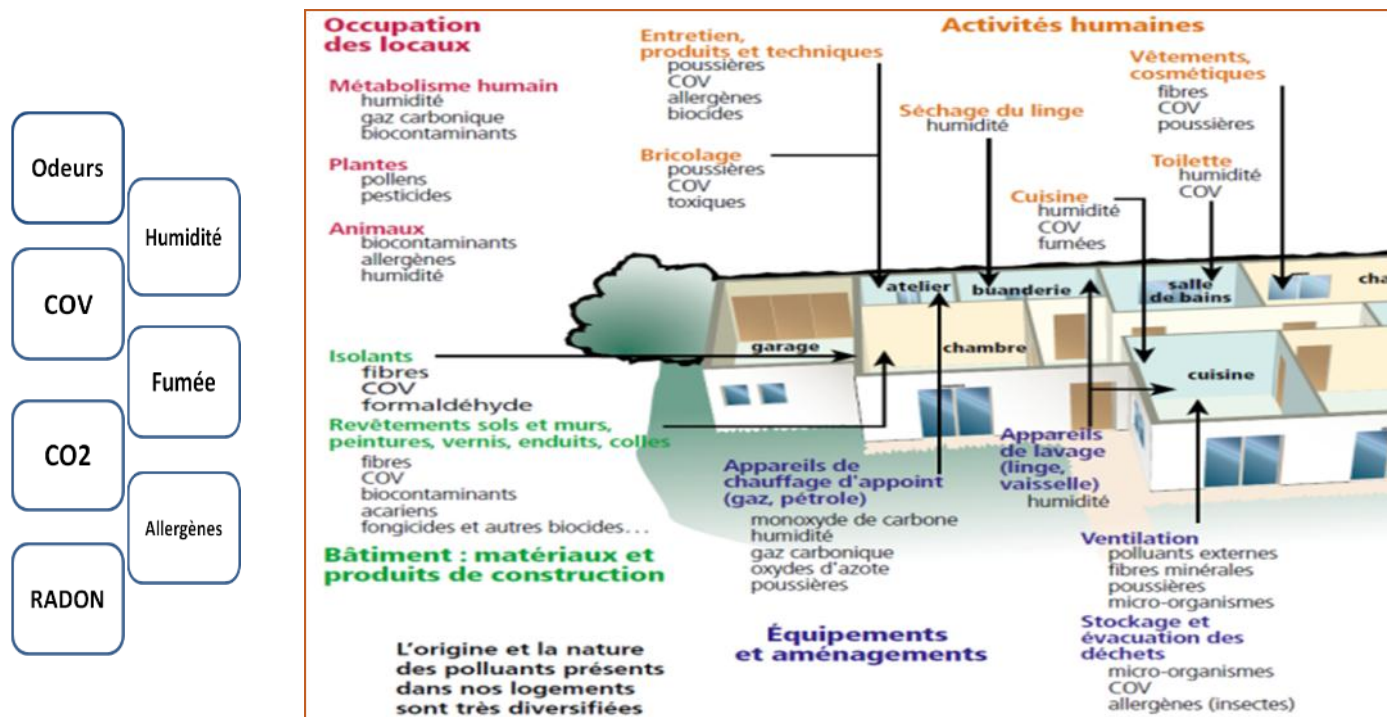 Odeurs
Humidité
COV
Fumée
CO2
Allergènes
RADON
Occupation
des locaux
Métabolisme humain
humidité
gaz carbonique
biocontaminants
Plantes
pollens
pesticides
Animaux
biocontaminants
allergènes
humidité
Activités humaines
Entretien,
produits et techniques
poussières
COV
allergènes
biocides
Bricolage
poussières
COV
toxiques
Séchage du linge
humidité
Cuisine
humidité
COV
fumées
Vêtements,
cosmétiques
fibres
COV
poussières
Toilette
humidité
COV
garage
atelier
buanderie
chambre
salle
de bains
cuisine
cha
Isolants
fibres
COV
formaldéhyde
Revêtements sols et murs,
peintures, vernis, enduits, colles
fibres
COV
biocontaminants
acariens
fongicides et autres biocides...
Bâtiment : matériaux et
produits de construction
Appareils de
chauffage d'appoint
(gaz, pétrole)
monoxyde de carbone
humidité
gaz carbonique
oxydes d'azote
poussières
Appareils
de lavage
(linge,
vaisselle)
humidité
Ventilation
polluants externes
fibres minérales
poussières
micro-organismes
Stockage et
évacuation des
déchets
micro-organismes
COV
allergènes (insectes)
Équipements
et aménagements
L'origine et la nature
des polluants présents
dans nos logements
sont très diversifiées